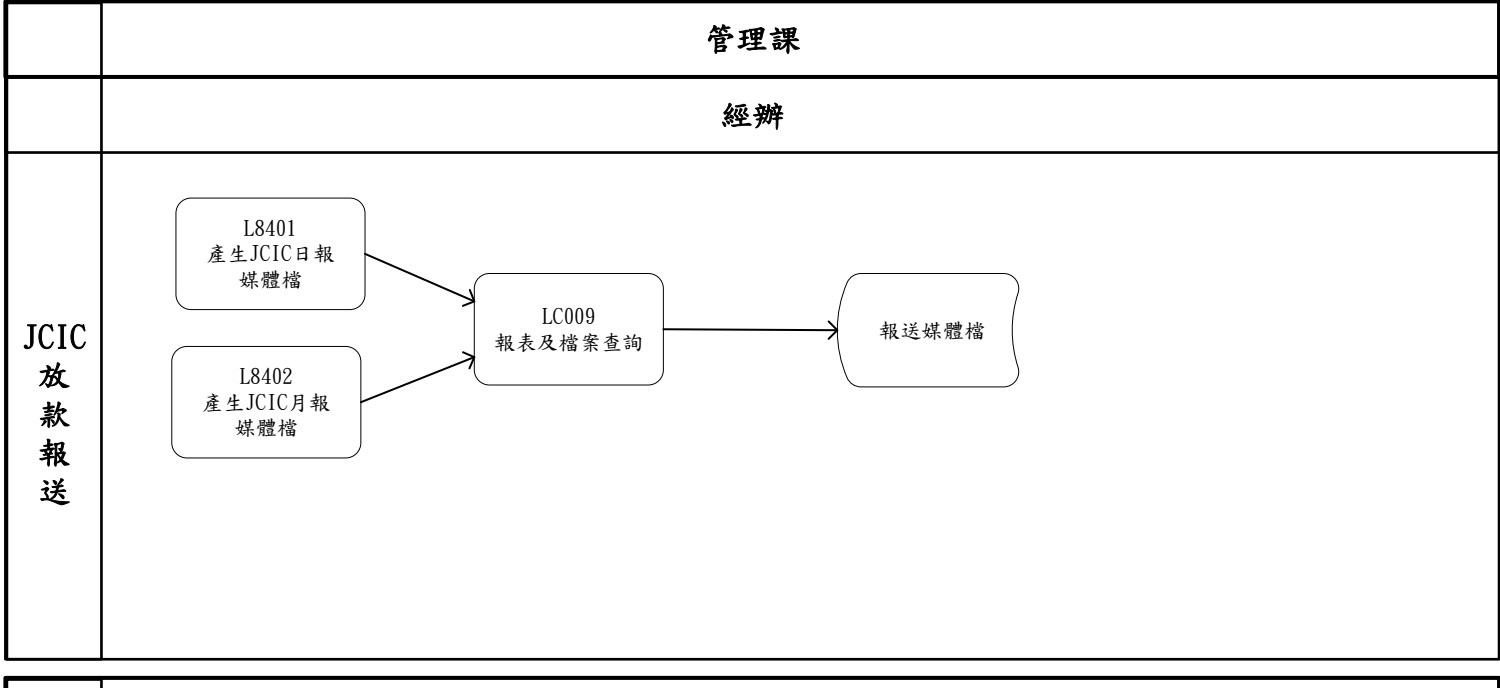 管理課
經辦
JCIC
放
款
報
送
L8401
產生JCIC日報
媒體檔
L8402
產生JCIC月報
媒體檔
LC009
報表及檔案查詢
報送媒體檔